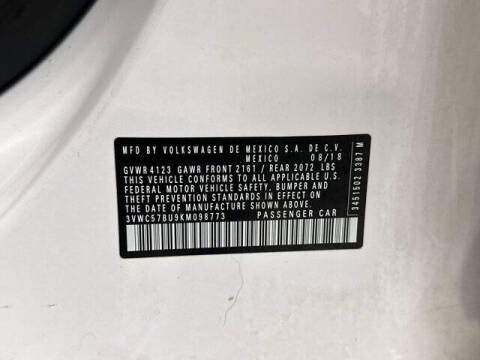 MFD BY VOLKSWAGEN DE MEXICO S.A. DE C.V.
MEXICO 08/18
GVWR 4123 GAWR FRONT 2161 / REAR 2072 LBS
THIS VEHICLE CONFORMS TO ALL APPLICABLE U.S.
FEDERAL MOTOR VEHICLE SAFETY, BUMPER AND
THEFT PREVENTION STANDARDS IN EFFECT ON THE
DATE OF MANUFACTURE SHOWN ABOVE.
3VWC57BU9KM098773 PASSENGER CAR
3451502 3387 M